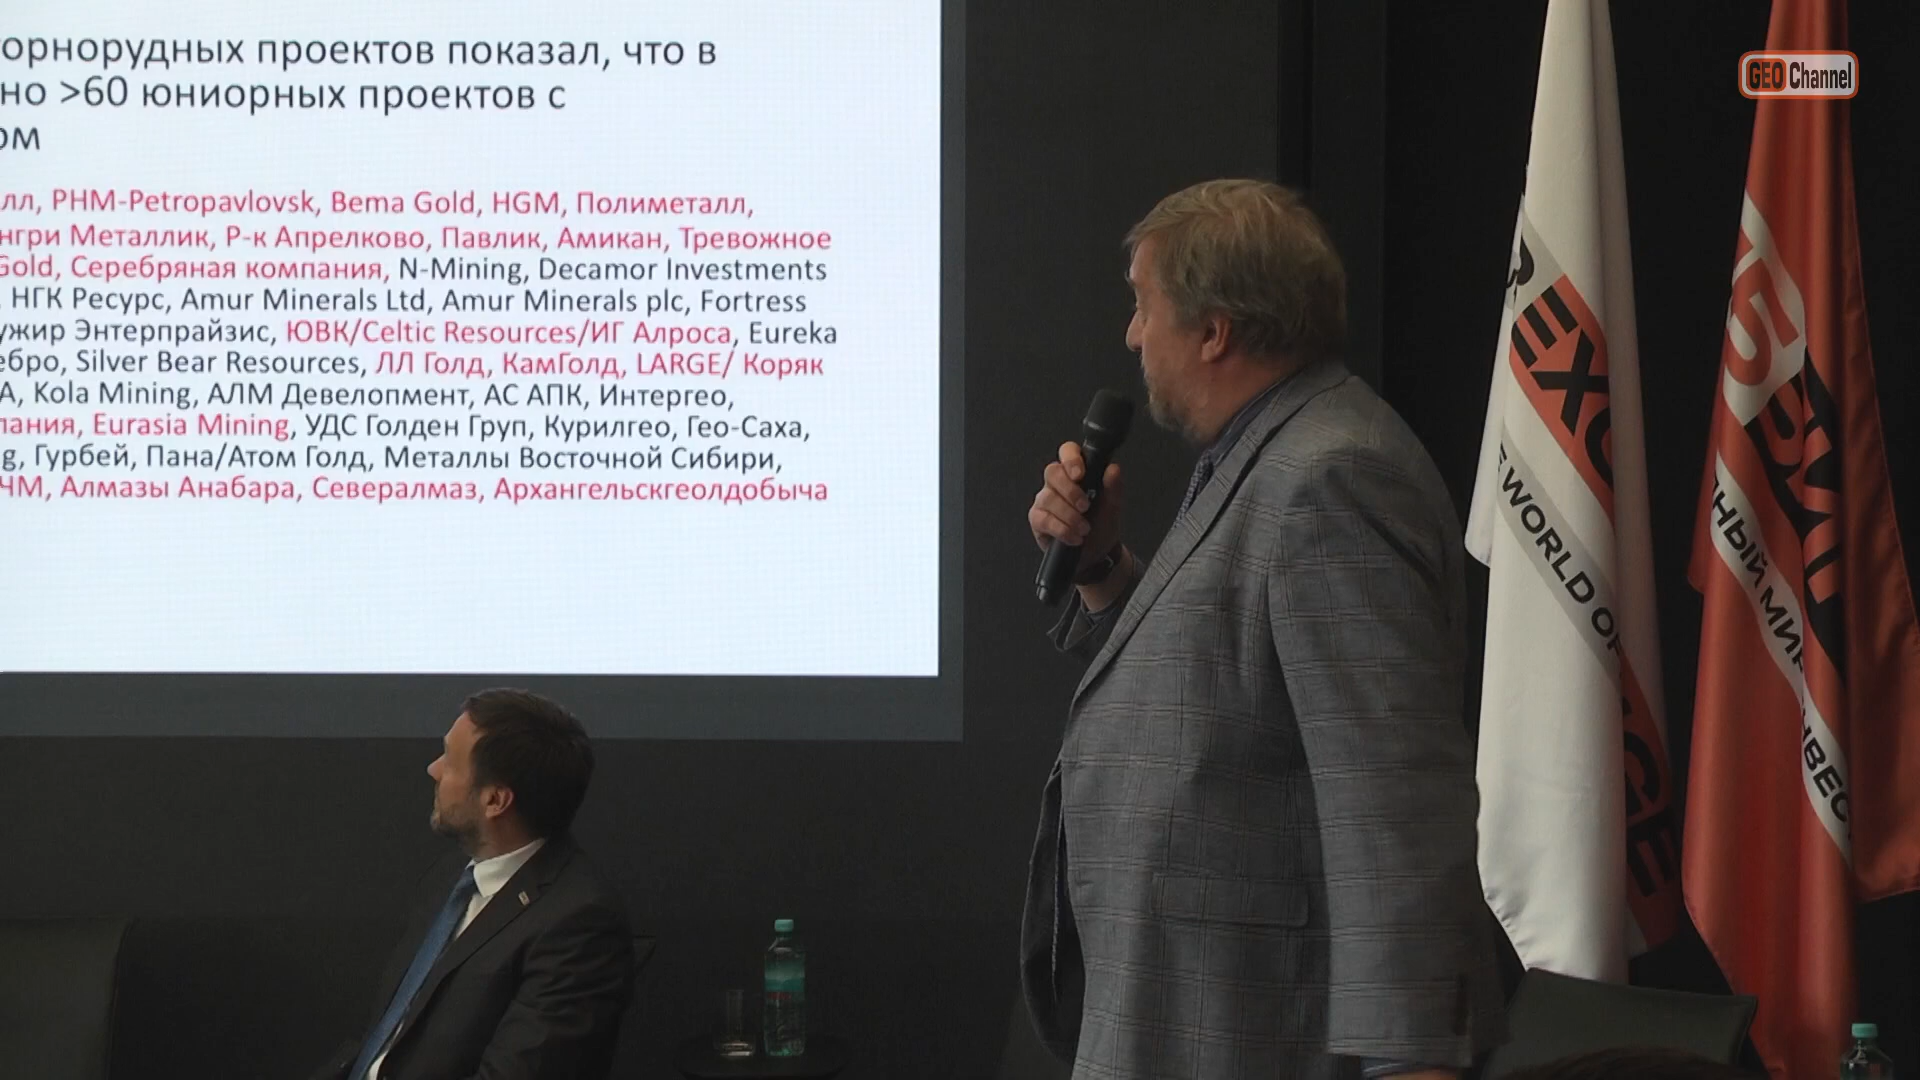 орнорудных проектов показал, что в
но >60 юниорных проектов с
ом
лл, PHM-Petropavlovsk, Bema Gold, HGM, Полиметалл,
нгри Металлик, Р-к Апрелково, Павлик, Амикан, Тревожное
Gold, Серебряная компания, N-Mining, Decamor Investments
, НГК Ресурс, Amur Minerals Ltd, Amur Minerals plc, Fortress
ужир Энтерпрайзис, ЮВК/Celtic Resources/ИГ Алроса, Eureka
ебро, Silver Bear Resources, ЛЛ Голд, КамГолд, LARGE/ Коряк
А, Kola Mining, АЛМ Девелопмент, АС АПК, Интергео,
пания, Eurasia Mining, УДС Голден Груп, Курилгео, Гео-Саха,
g, Гурбей, Пана/Атом Голд, Металлы Восточной Сибири,
ЧМ, Алмазы Анабара, Севералмаз, Архангельскгеолдобыча
GEO Channel
WORLD OF
НЫЙ МИР